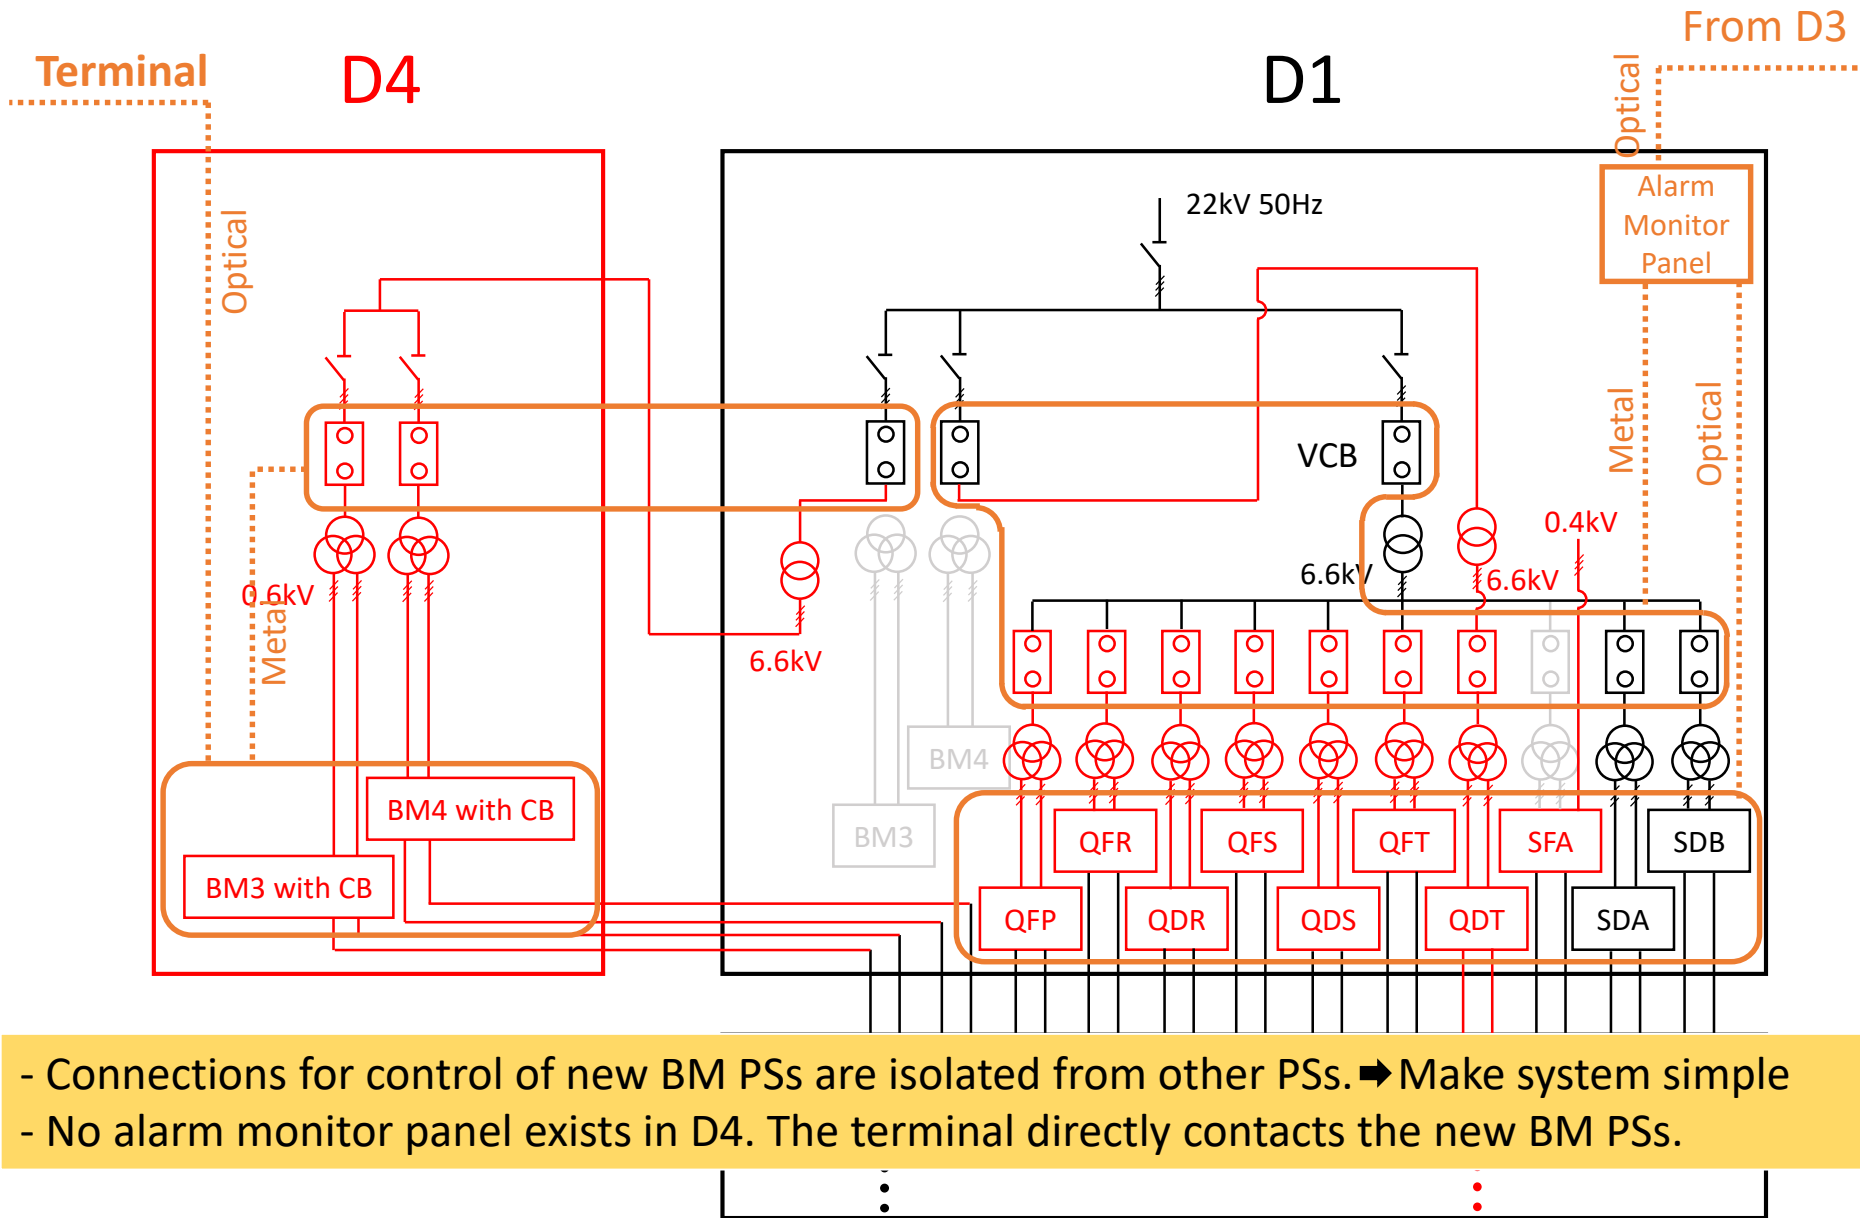 From D3
Terminal
D4
D1
Optical
Alarm
Monitor
Panel
22kV 50Hz
Optical
Metal
Optical
VCB
0.4kV
6.6kV
6.6kV
0.6kV
Metal
6.6kV
BM4
BM3
BM4 with CB
BM3 with CB
QFR
QFS
QFT
SFA
SDB
QFP
QDR
QDS
QDT
SDA
- Connections for control of new BM PSs are isolated from other PSs.➡Make system simple
- No alarm monitor panel exists in D4. The terminal directly contacts the new BM PSs.